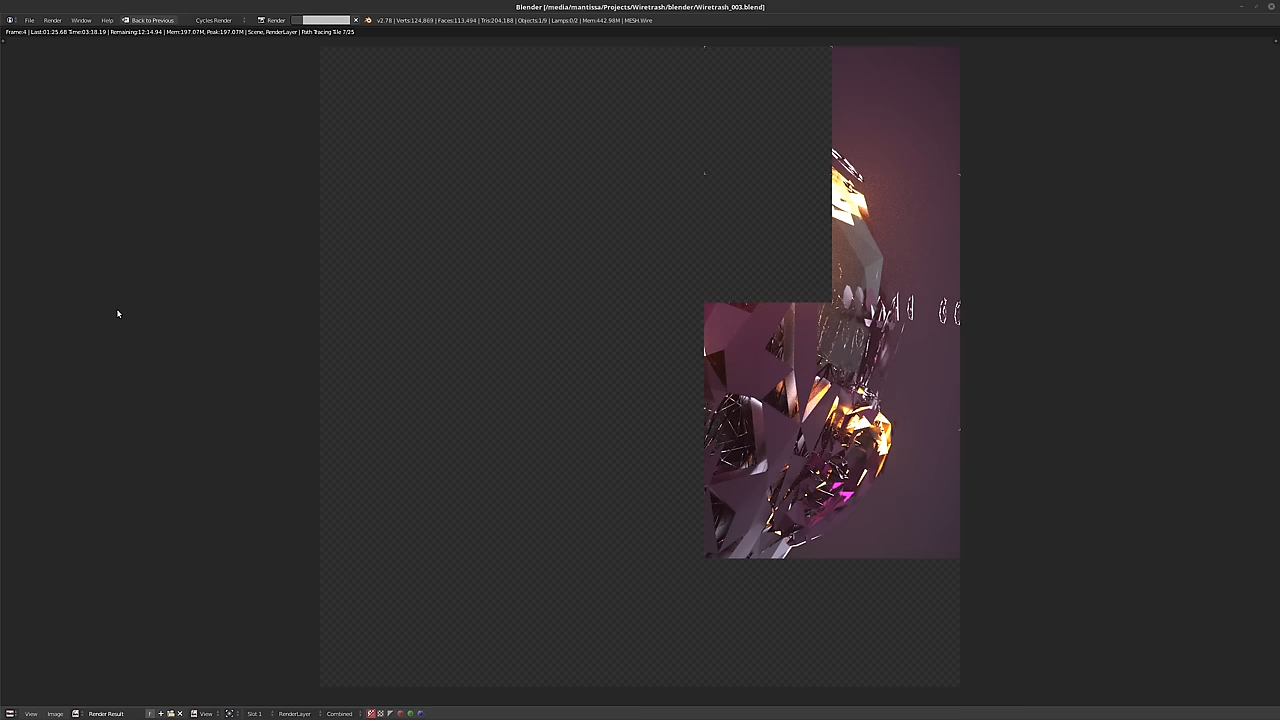 Blender [/media/mantissa/Projects/Wiretrash/blender/Wiretrash_003.blend]
File Render Window Help Back to Previous Cycles Render Render v2.78 | Verts:124,869 | Faces:113,494 | Tris:204,188 | Objects:1/9 | Lamps:0/2 | Mem:442.98M | MESH.Wire
Frame:4 | Last:01:25.68 Time:03:18.19 | Remaining:12:14.94 | Mem:197.07M, Peak:197.07M | Scene, RenderLayer | Path Tracing Tile 7/25
View Image Render Result F View Slot 1 RenderLayer Combined